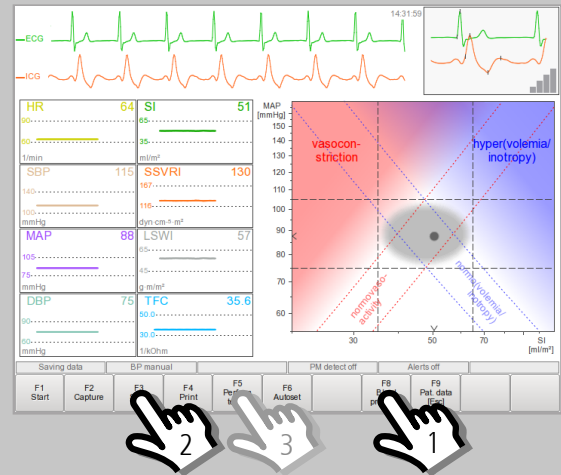 14:31:59
ECG
ICG
HR 64
90
60
1/min
SI 51
65
35
ml/m²
SBP 115
140
100
mmHg
SSVRI 130
167
116
dyn·cm·5·m²
MAP 88
105
75
mmHg
LSWI 57
65
45
g·m/m²
DBP 75
90
60
mmHg
TFC 35.6
50.0
30.0
1/kOhm
MAP
[mmHg]
150
140
130
120
110
100
90
80
70
60
vasocon-
striction
hyper(volemia/
inotropy)
normovaso-
activity
normo(volemia/
inotropy)
30
50
70
SI
[ml/m²]
Saving data
BP manual
PM detect off
Alerts off
F1
Start
F2
Capture
F3
F4
Print
F5
F6
Autoset
F8
F9
Pat. data
[Esc]
2
3
1